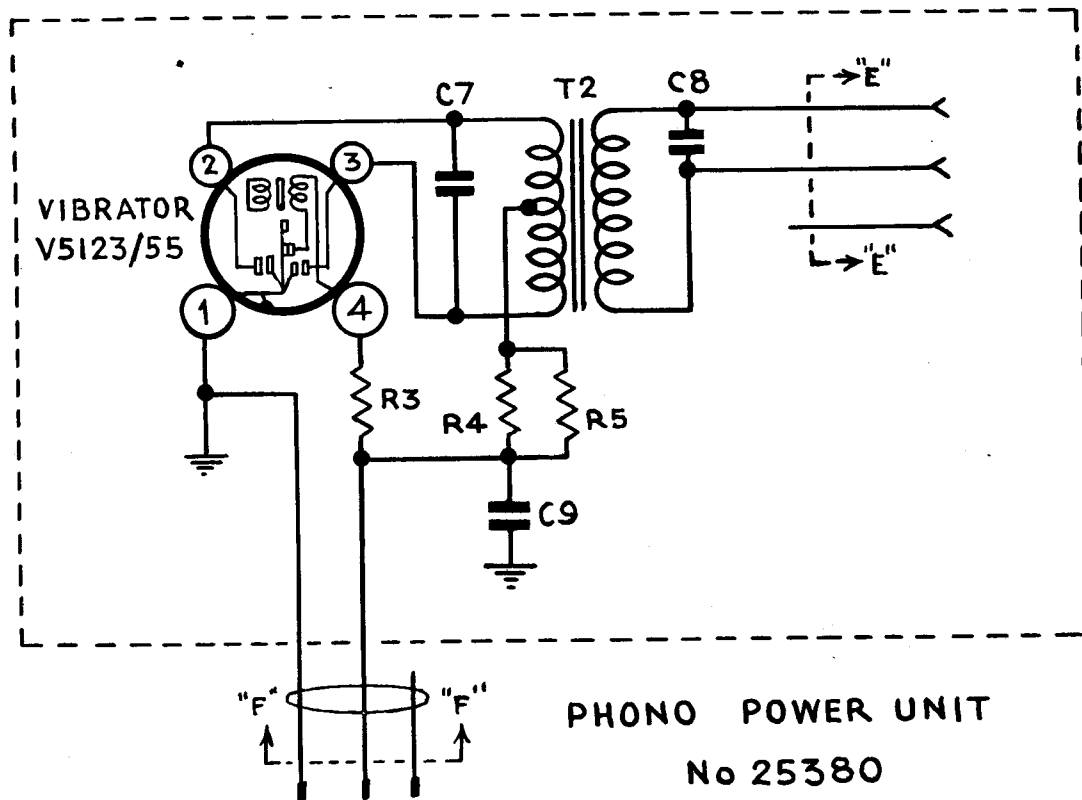 "E"
C7
T2
C8
2
3
VIBRATOR
V5123/55
"E"
1
4
R3
R4
R5
C9
"F"
"F"
PHONO POWER UNIT
No 25380